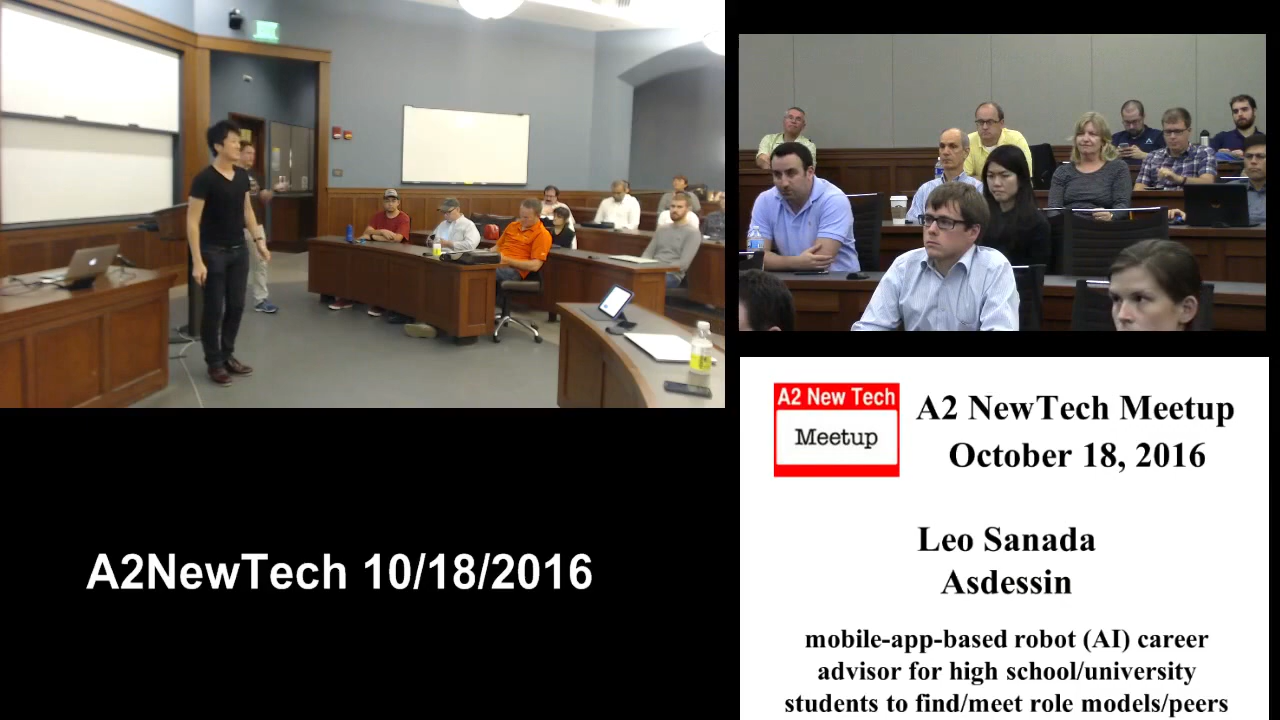 A2 New Tech
Meetup
A2 NewTech Meetup
October 18, 2016
Leo Sanada
Asdessin
mobile-app-based robot (AI) career
advisor for high school/university
students to find/meet role models/peers
A2NewTech 10/18/2016